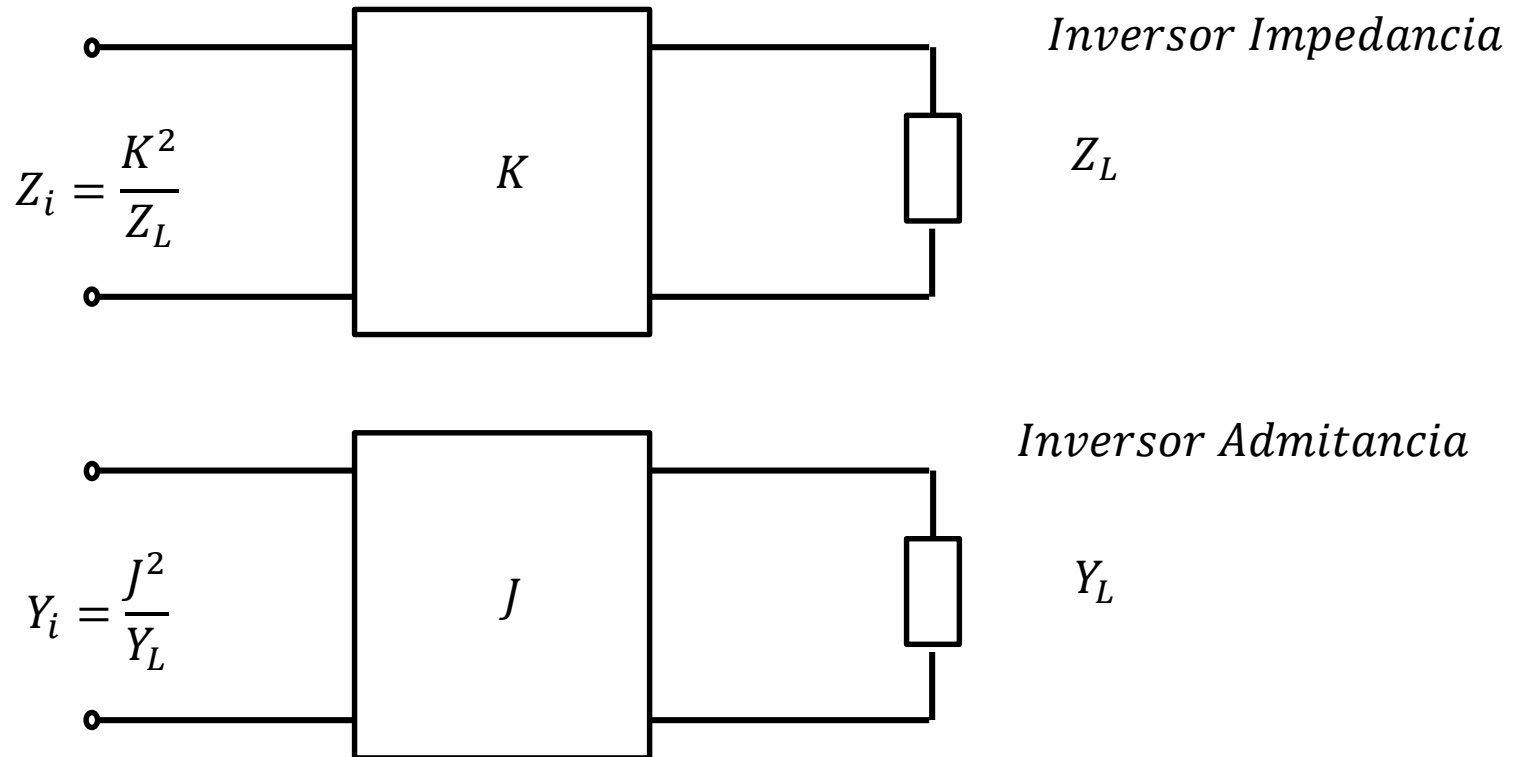 Inversor Impedancia
Z_i = K^2/Z_L
K
Z_L
Inversor Admitancia
Y_i = J^2/Y_L
J
Y_L